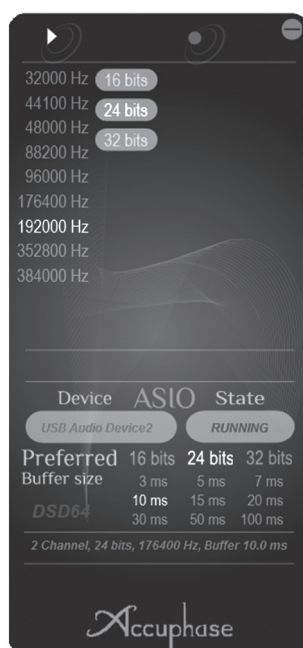 32000 Hz 16 bits
44100 Hz 24 bits
48000 Hz 32 bits
88200 Hz
96000 Hz
176400 Hz
192000 Hz
352800 Hz
384000 Hz
Device ASIO State
USB Audio Device2 RUNNING
Preferred 16 bits 24 bits 32 bits
Buffer size 3 ms 5 ms 7 ms
10 ms 15 ms 20 ms
DSD64 30 ms 50 ms 100 ms
2 Channel, 24 bits, 176400 Hz, Buffer 10.0 ms
Accuphase